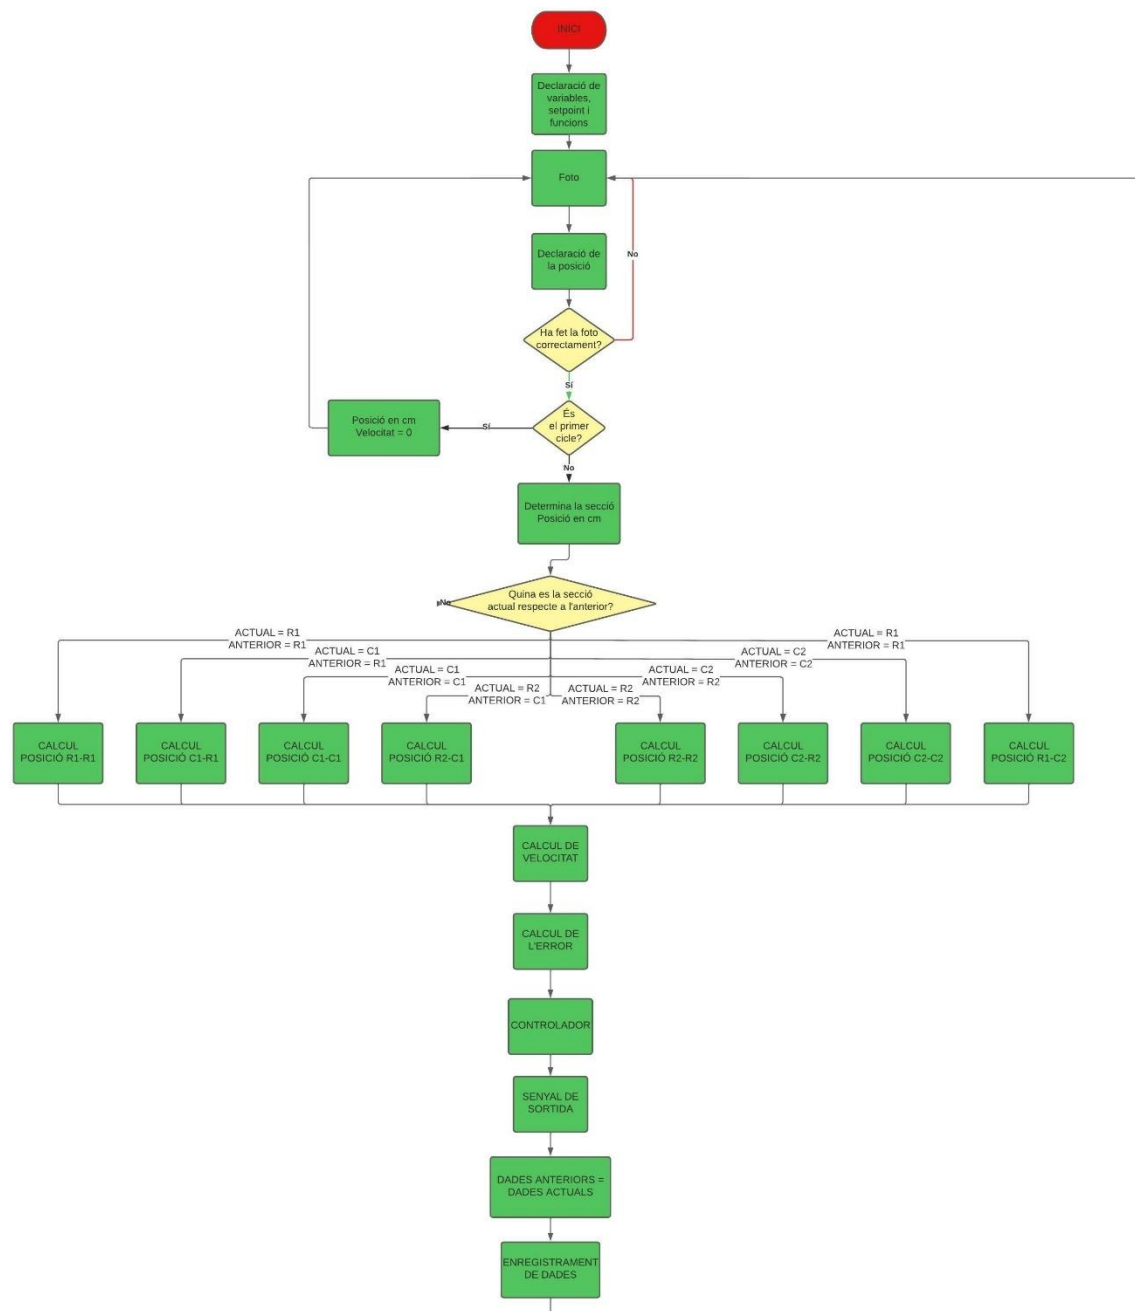 INICI
Declaració de
variables,
setpoint i
funcions
Foto
Declaració de
la posició
No
Ha fet la foto
correctament?
Sí
És
el primer
cicle?
Sí
Posició en cm
Velocitat = 0
No
Determina la secció
Posició en cm
Quina es la secció
actual respecte a l'anterior?
No
ACTUAL = R1
ANTERIOR = R1
ACTUAL = R1
ANTERIOR = R1
ACTUAL = C1
ANTERIOR = R1
ACTUAL = C2
ANTERIOR = C2
ACTUAL = C1
ANTERIOR = C1
ACTUAL = C2
ANTERIOR = R2
ACTUAL = R2
ANTERIOR = C1
ACTUAL = R2
ANTERIOR = R2
CALCUL
POSICIÓ R1-R1
CALCUL
POSICIÓ C1-R1
CALCUL
POSICIÓ C1-C1
CALCUL
POSICIÓ R2-C1
CALCUL
POSICIÓ R2-R2
CALCUL
POSICIÓ C2-R2
CALCUL
POSICIÓ C2-C2
CALCUL
POSICIÓ R1-C2
CALCUL DE
VELOCITAT
CALCUL DE
L'ERROR
CONTROLADOR
SENYAL DE
SORTIDA
DADES ANTERIORS =
DADES ACTUALS
ENREGISTRAMENT
DE DADES